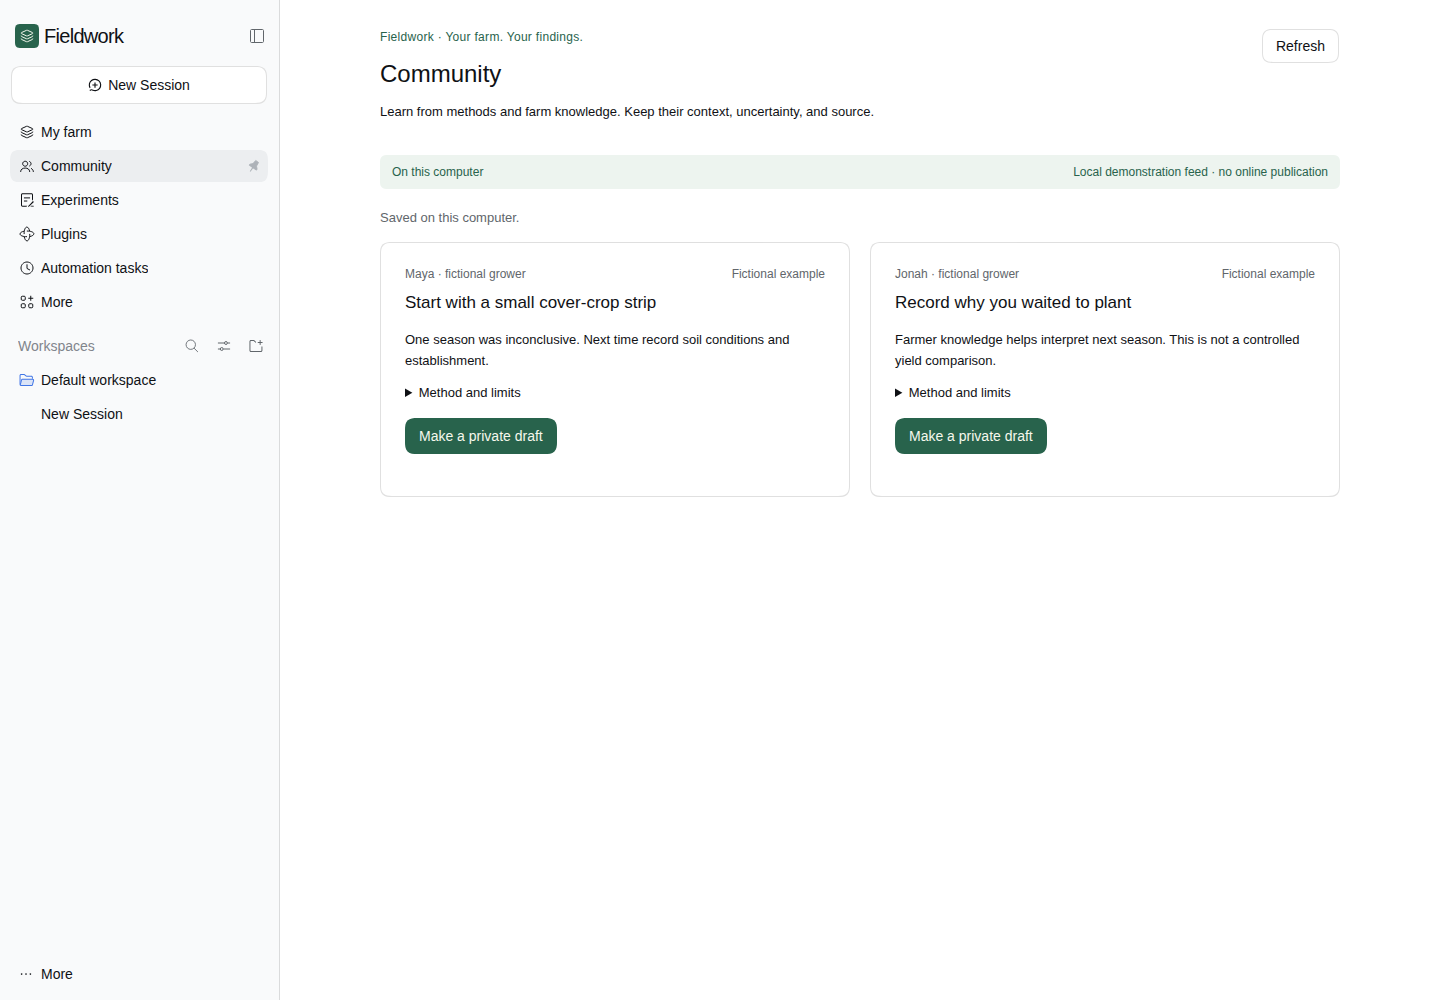 Fieldwork
New Session
My farm
Community
Experiments
Plugins
Automation tasks
More
Workspaces
Default workspace
New Session
More
Fieldwork · Your farm. Your findings.
Refresh
Community
Learn from methods and farm knowledge. Keep their context, uncertainty, and source.
On this computer
Local demonstration feed · no online publication
Saved on this computer.
Maya · fictional grower
Fictional example
Start with a small cover-crop strip
One season was inconclusive. Next time record soil conditions and
establishment.
Method and limits
Make a private draft
Jonah · fictional grower
Fictional example
Record why you waited to plant
Farmer knowledge helps interpret next season. This is not a controlled
yield comparison.
Method and limits
Make a private draft